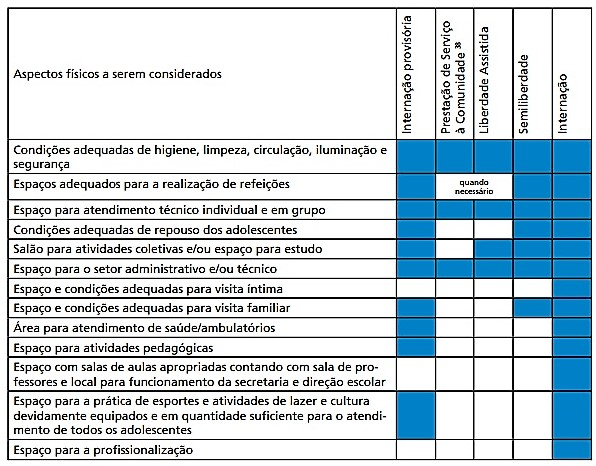 Aspectos físicos a serem considerados
Internação provisória
Prestação de Serviço
à Comunidade 38
Liberdade Assistida
Semiliberdade
Internação
Condições adequadas de higiene, limpeza, circulação, iluminação e
segurança
Espaços adequados para a realização de refeições
quando
necessário
Espaço para atendimento técnico individual e em grupo
Condições adequadas de repouso dos adolescentes
Salão para atividades coletivas e/ou espaço para estudo
Espaço para o setor administrativo e/ou técnico
Espaço e condições adequadas para visita íntima
Espaço e condições adequadas para visita familiar
Área para atendimento de saúde/ambulatórios
Espaço para atividades pedagógicas
Espaço com salas de aulas apropriadas contando com sala de pro-
fessores e local para funcionamento da secretaria e direção escolar
Espaço para a prática de esportes e atividades de lazer e cultura
devidamente equipados e em quantidade suficiente para o atendi-
mento de todos os adolescentes
Espaço para a profissionalização